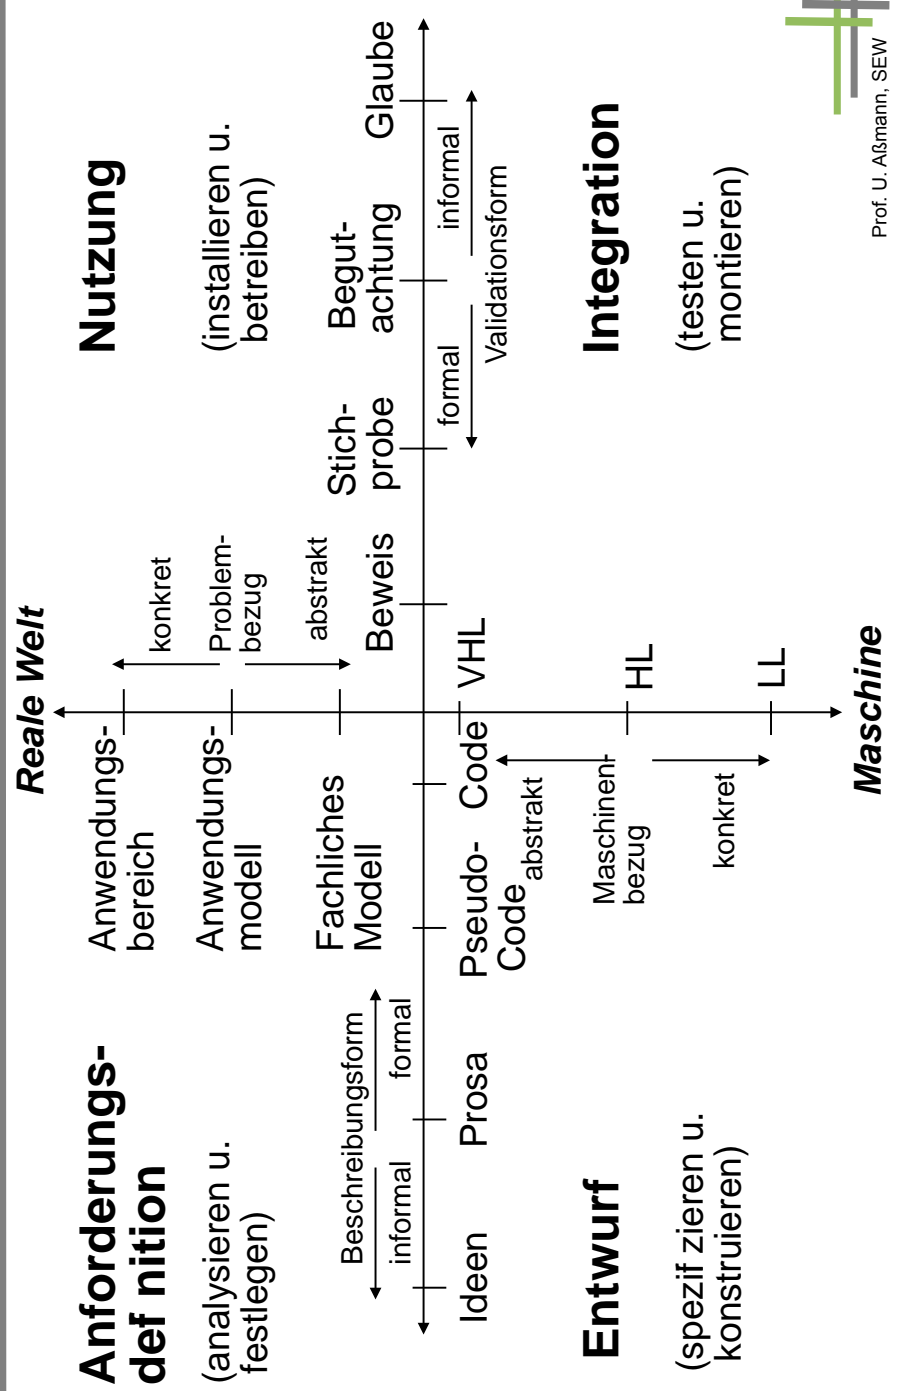 Reale Welt
Anforderungs-
def nition
(analysieren u.
festlegen)
Anwendungs-
bereich
Anwendungs-
modell
Fachliches
Modell
konkret
Problem-
bezug
abstrakt
Nutzung
(installieren u.
betreiben)
Beschreibungsform
informal
formal
Beweis
Stich-
probe
Begut-
achtung
Glaube
Ideen
Prosa
Pseudo-
Code
Code
VHL
formal
informal
Validationsform
abstrakt
Maschinen-
bezug
konkret
HL
LL
Entwurf
(spezif zieren u.
konstruieren)
Integration
(testen u.
montieren)
Maschine
Prof. U. Aßmann, SEW